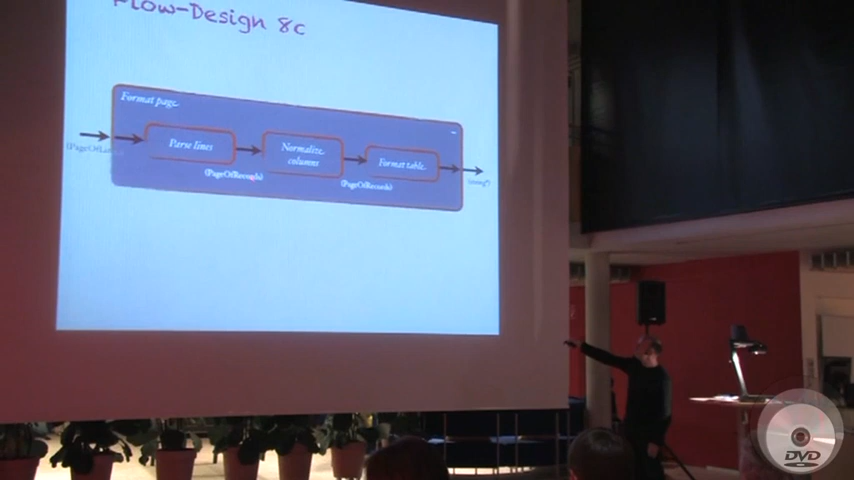 Flow-Design 8c
Format page
Parse lines
Normalize
columns
Format table
(PageOfRecords)
(PageOfRecords)
DVD